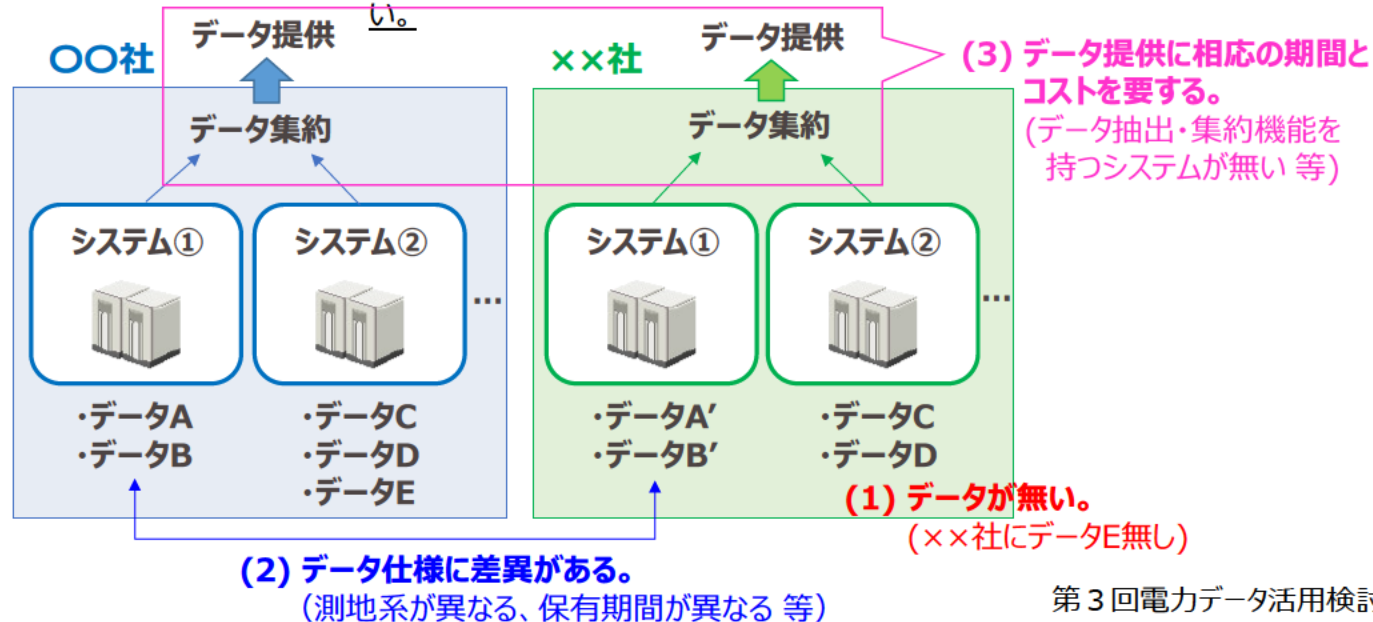 い。
〇〇社
データ提供
データ集約
システム①
システム②
…
・データA
・データB
・データC
・データD
・データE
××社
データ提供
データ集約
システム①
システム②
…
・データA’
・データB’
・データC
・データD
(1) データが無い。
(××社にデータE無し)
(2) データ仕様に差異がある。
(測地系が異なる、保有期間が異なる 等)
(3) データ提供に相応の期間と
コストを要する。
(データ抽出・集約機能を
持つシステムが無い 等)
第3回電力データ活用検討